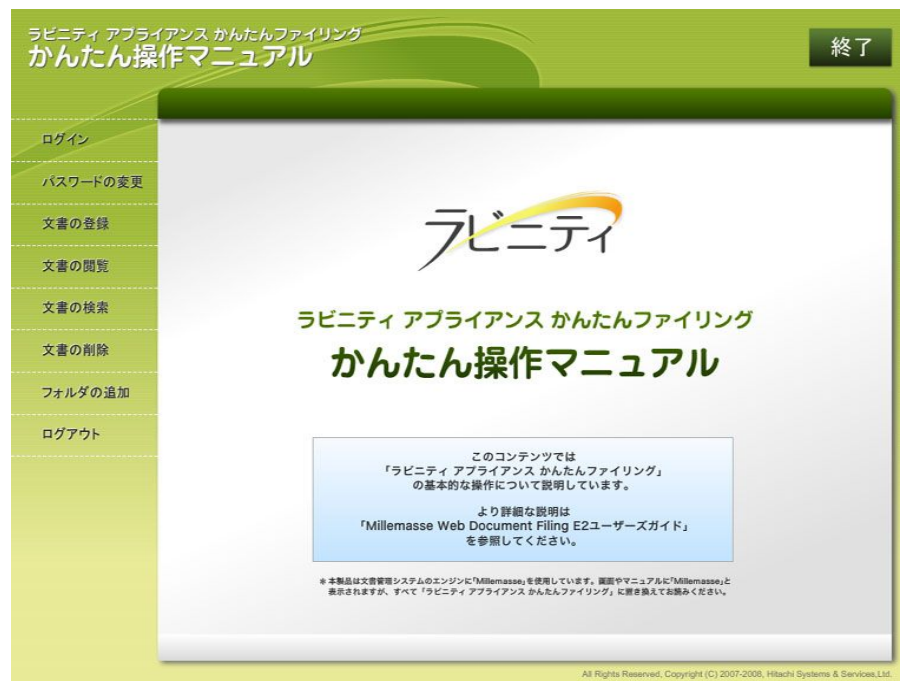 ラビニティ アプライアンス かんたんファイリング
かんたん操作マニュアル
終了
ログイン
パスワードの変更
文書の登録
文書の閲覧
文書の検索
文書の削除
フォルダの追加
ログアウト
ラビニティ
ラビニティ アプライアンス かんたんファイリング
かんたん操作マニュアル
このコンテンツでは
「ラビニティ アプライアンス かんたんファイリング」
の基本的な操作について説明しています。
より詳細な説明は
「Millemasse Web Document Filing E2ユーザーズガイド」
を参照してください。
＊本製品は文書管理システムのエンジンに「Millemasse」を使用しています。画面やマニュアルに「Millemasse」と
表示されますが、すべて「ラビニティ アプライアンス かんたんファイリング」に置き換えてお読みください。
All Rights Reserved, Copyright (C) 2007-2008, Hitachi Systems & Services,Ltd.